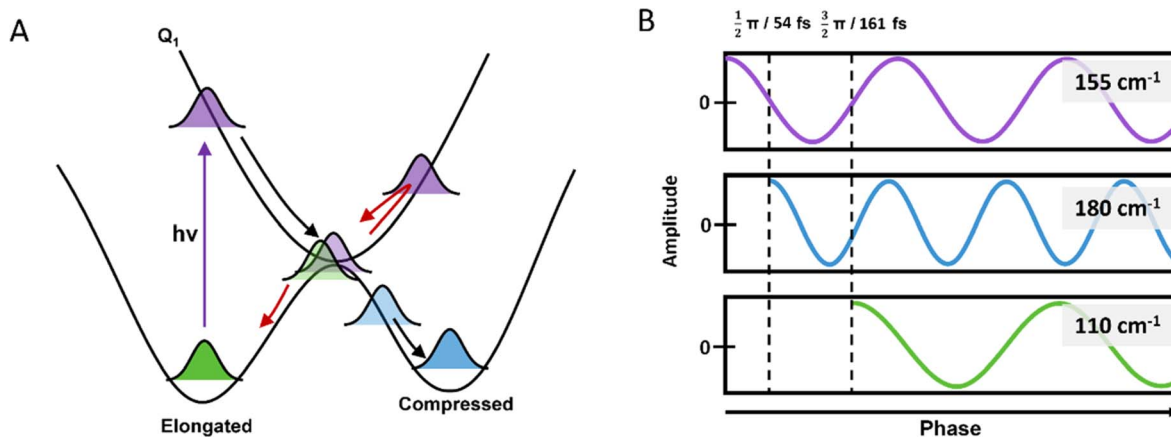 A
Q₁
hv
Elongated
Compressed
B
½ π / 54 fs 3/2 π / 161 fs
0
155 cm⁻¹
0
180 cm⁻¹
Amplitude
0
110 cm⁻¹
Phase